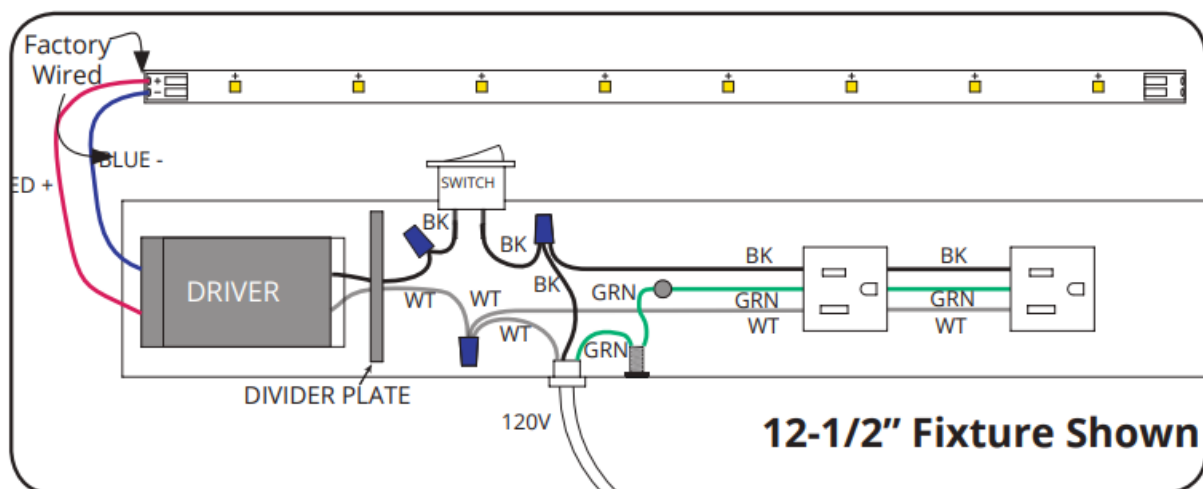 Factory
Wired
+
-
+ + + + + + + +
BLUE -
ED +
SWITCH
BK
BK
BK
BK
BK
DRIVER
GRN
GRN
GRN
WT
WT
WT
WT
WT
GRN
DIVIDER PLATE
120V
12-1/2” Fixture Shown